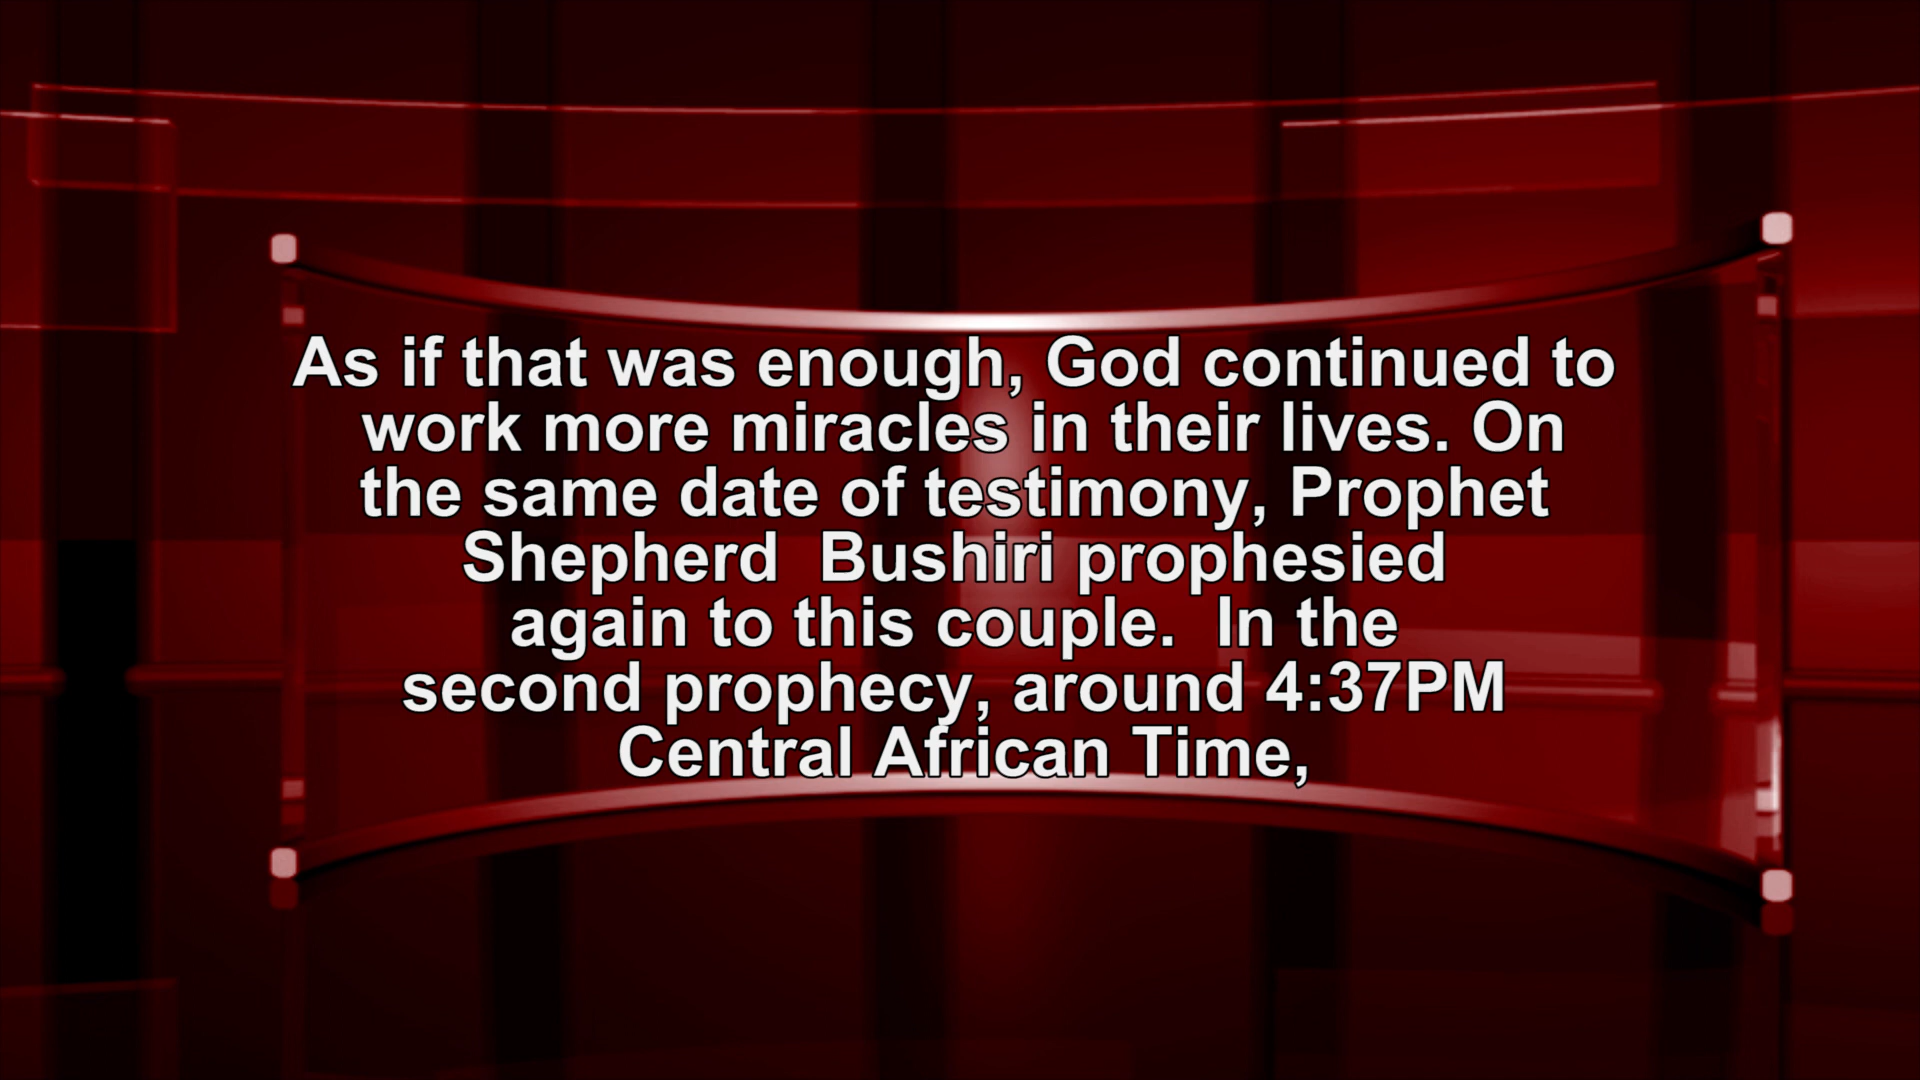 As if that was enough, God continued to
work more miracles in their lives. On
the same date of testimony, Prophet
Shepherd  Bushiri prophesied
again to this couple.  In the
second prophecy, around 4:37PM
Central African Time,